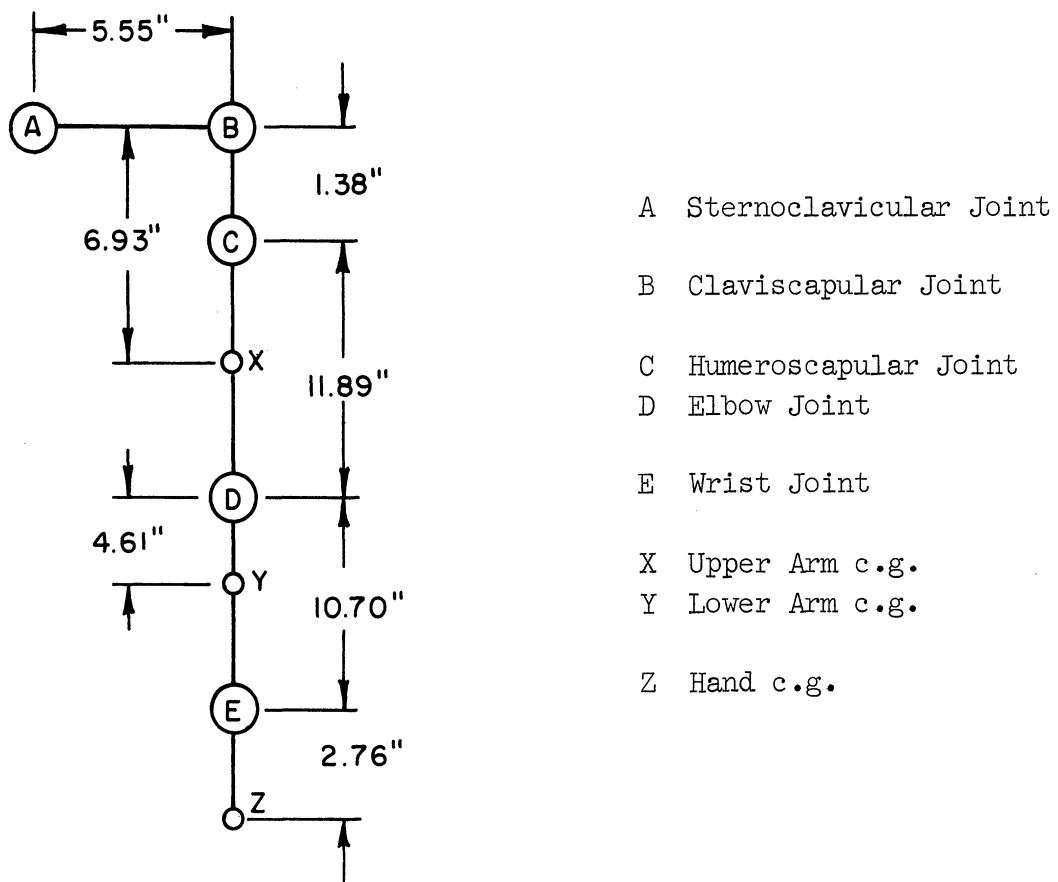 5.55"
A
B
1.38"
6.93"
C
X
11.89"
D
4.61"
Y
10.70"
E
2.76"
Z
A Sternoclavicular Joint
B Claviscapular Joint
C Humeroscapular Joint
D Elbow Joint
E Wrist Joint
X Upper Arm c.g.
Y Lower Arm c.g.
Z Hand c.g.